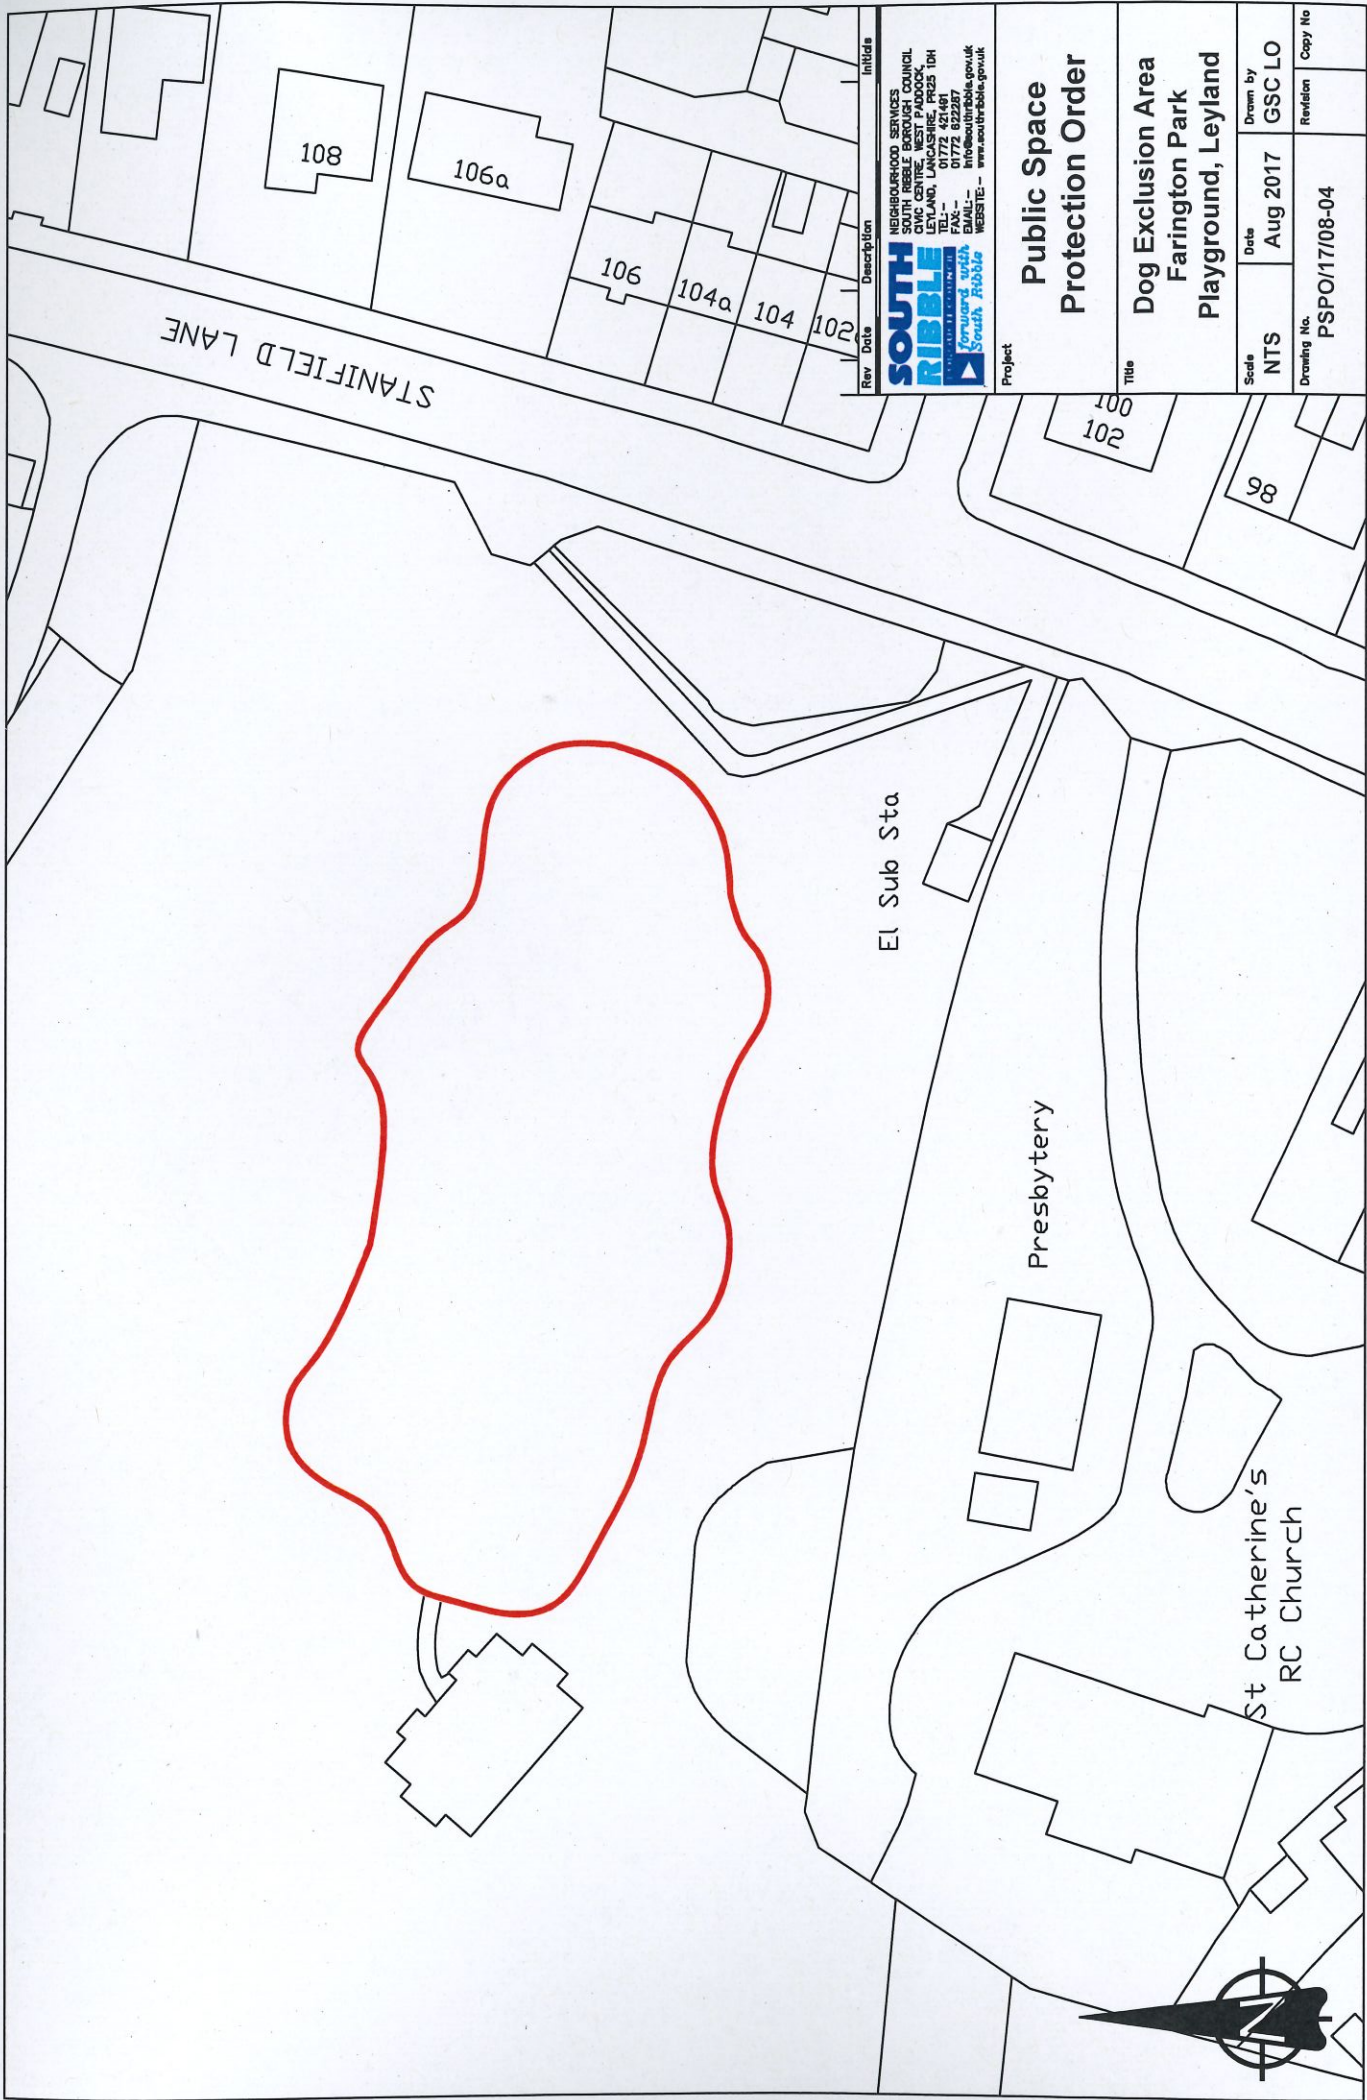 108
106a
106
104a
104
102
STANIFIELD LANE
100
102
98
El Sub Sta
Presbytery
St Catherine's
RC Church
N
Rev Date Description Initials
SOUTH
RIBBLE
BOROUGH COUNCIL
forward with
South Ribble
NEIGHBOURHOOD SERVICES
SOUTH RIBBLE BOROUGH COUNCIL
CIVIC CENTRE, WEST PADDOCK,
LEYLAND, LANCASHIRE, PR25 1DH
TEL:- 01772 421491
FAX:- 01772 622287
EMAIL:- info@southribble.gov.uk
WEBSITE:- www.southribble.gov.uk
Project
Public Space
Protection Order
Title
Dog Exclusion Area
Farington Park
Playground, Leyland
Scale
NTS
Date
Aug 2017
Drawn by
GSC LO
Drawing No.
PSPO/17/08-04
Revision
Copy No